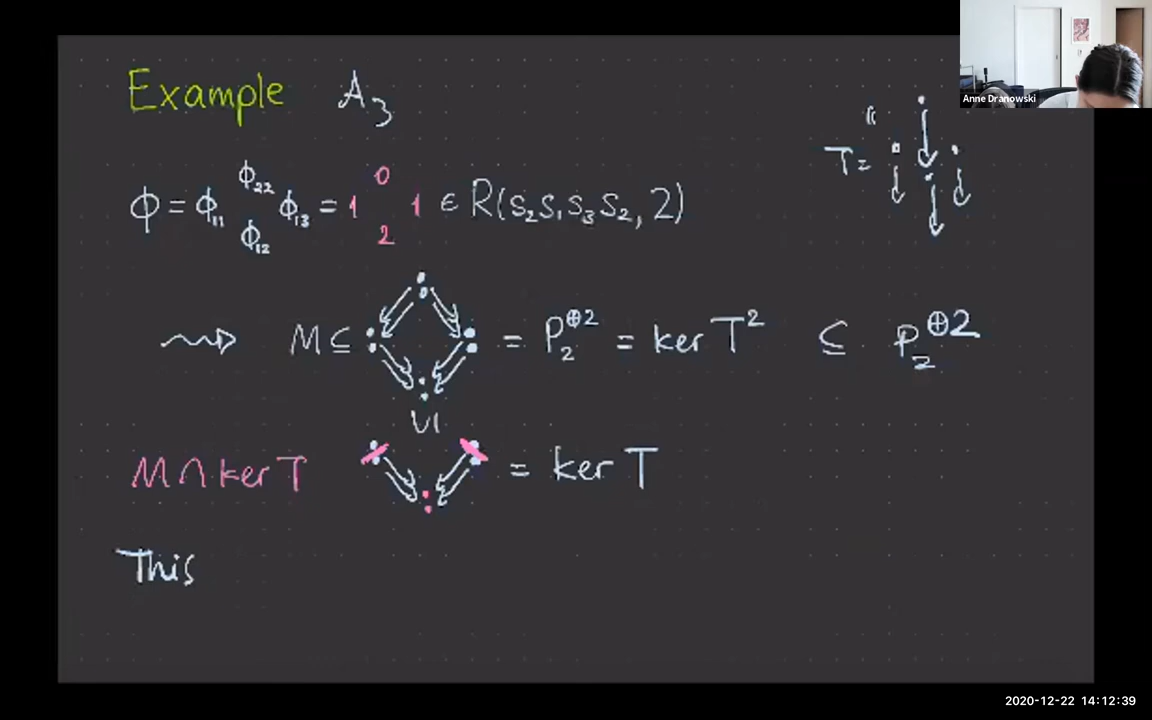 Example A₃
Anne Dranowski
" T =
ϕ = ϕ₁₁ ϕ₂₂ ϕ₁₂ ϕ₁₃ = 1 0 2 1 ∈ R(s₂s₁s₃s₂, 2)
⇝ M ⊆ = P₂^{⊕2} = ker T² ⊆ P₂^{⊕2}
∪|
M ∩ ker T = ker T
This
2020-12-22 14:12:39